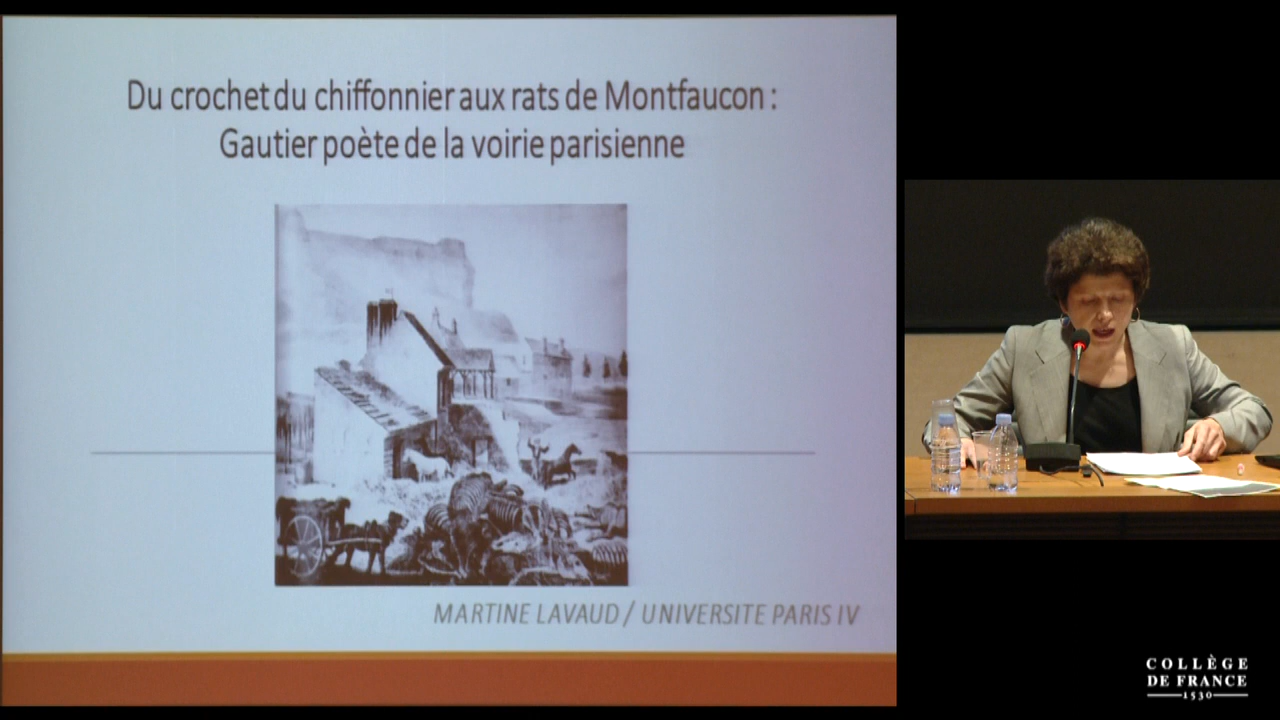 Du crochet du chiffonnier aux rats de Montfaucon :
Gautier poète de la voirie parisienne
MARTINE LAVAUD / UNIVERSITE PARIS IV
COLLÈGE
DE FRANCE
1530